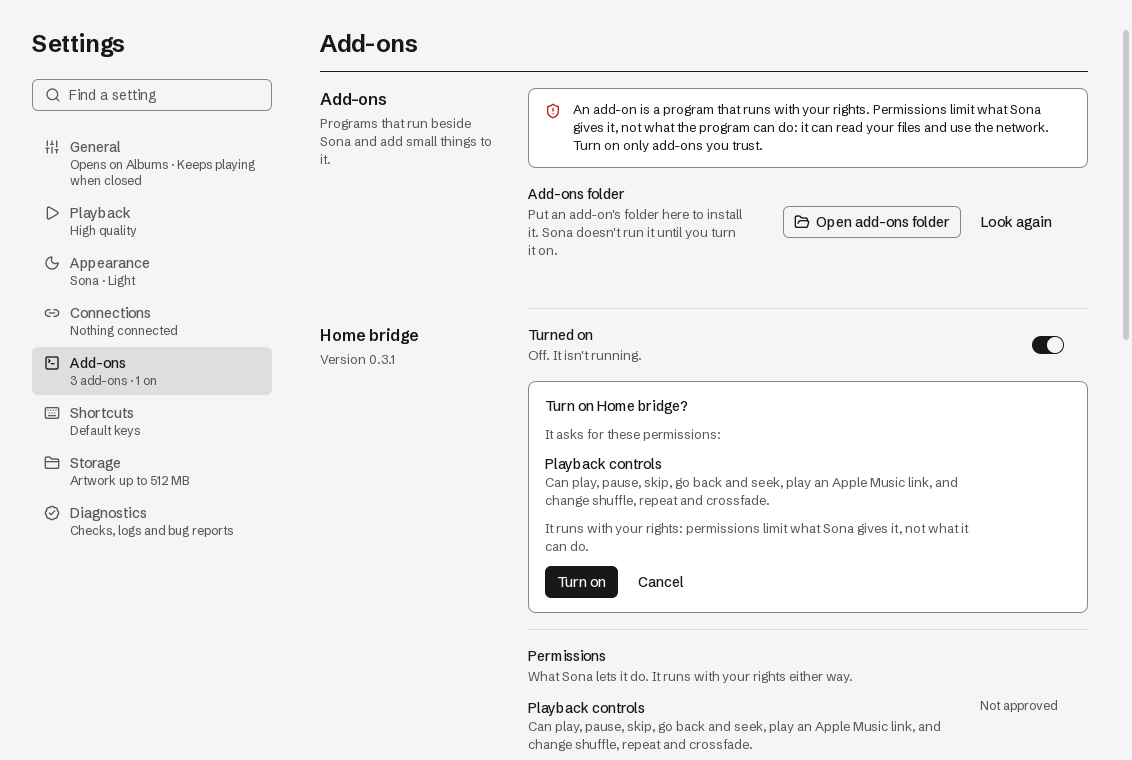 Settings
Find a setting
General
Opens on Albums · Keeps playing
when closed
Playback
High quality
Appearance
Sona · Light
Connections
Nothing connected
Add-ons
3 add-ons · 1 on
Shortcuts
Default keys
Storage
Artwork up to 512 MB
Diagnostics
Checks, logs and bug reports
Add-ons
Add-ons
Programs that run beside
Sona and add small things to
it.
An add-on is a program that runs with your rights. Permissions limit what Sona
gives it, not what the program can do: it can read your files and use the network.
Turn on only add-ons you trust.
Add-ons folder
Put an add-on's folder here to install
it. Sona doesn't run it until you turn
it on.
Open add-ons folder
Look again
Home bridge
Version 0.3.1
Turned on
Off. It isn't running.
Turn on Home bridge?
It asks for these permissions:
Playback controls
Can play, pause, skip, go back and seek, play an Apple Music link, and
change shuffle, repeat and crossfade.
It runs with your rights: permissions limit what Sona gives it, not what it
can do.
Turn on
Cancel
Permissions
What Sona lets it do. It runs with your rights either way.
Playback controls
Not approved
Can play, pause, skip, go back and seek, play an Apple Music link, and
change shuffle, repeat and crossfade.